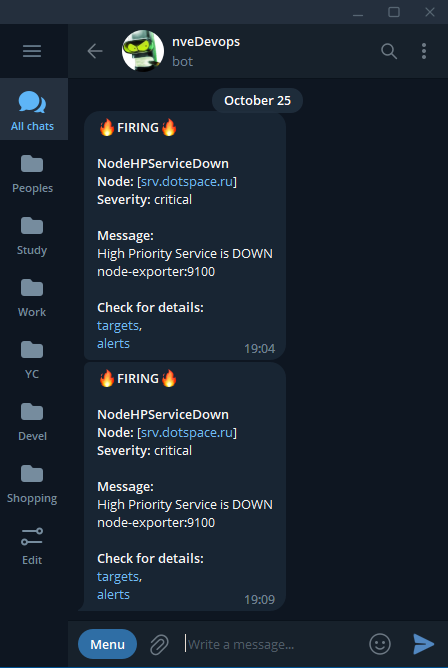 nveDevops
bot
All chats
Peoples
Study
Work
YC
Devel
Shopping
Edit
October 25
🔥FIRING🔥
NodeHPServiceDown
Node: [srv.dotspace.ru]
Severity: critical
Message:
High Priority Service is DOWN
node-exporter:9100
Check for details:
targets,
alerts
19:04
🔥FIRING🔥
NodeHPServiceDown
Node: [srv.dotspace.ru]
Severity: critical
Message:
High Priority Service is DOWN
node-exporter:9100
Check for details:
targets,
alerts
19:09
Menu
Write a message...